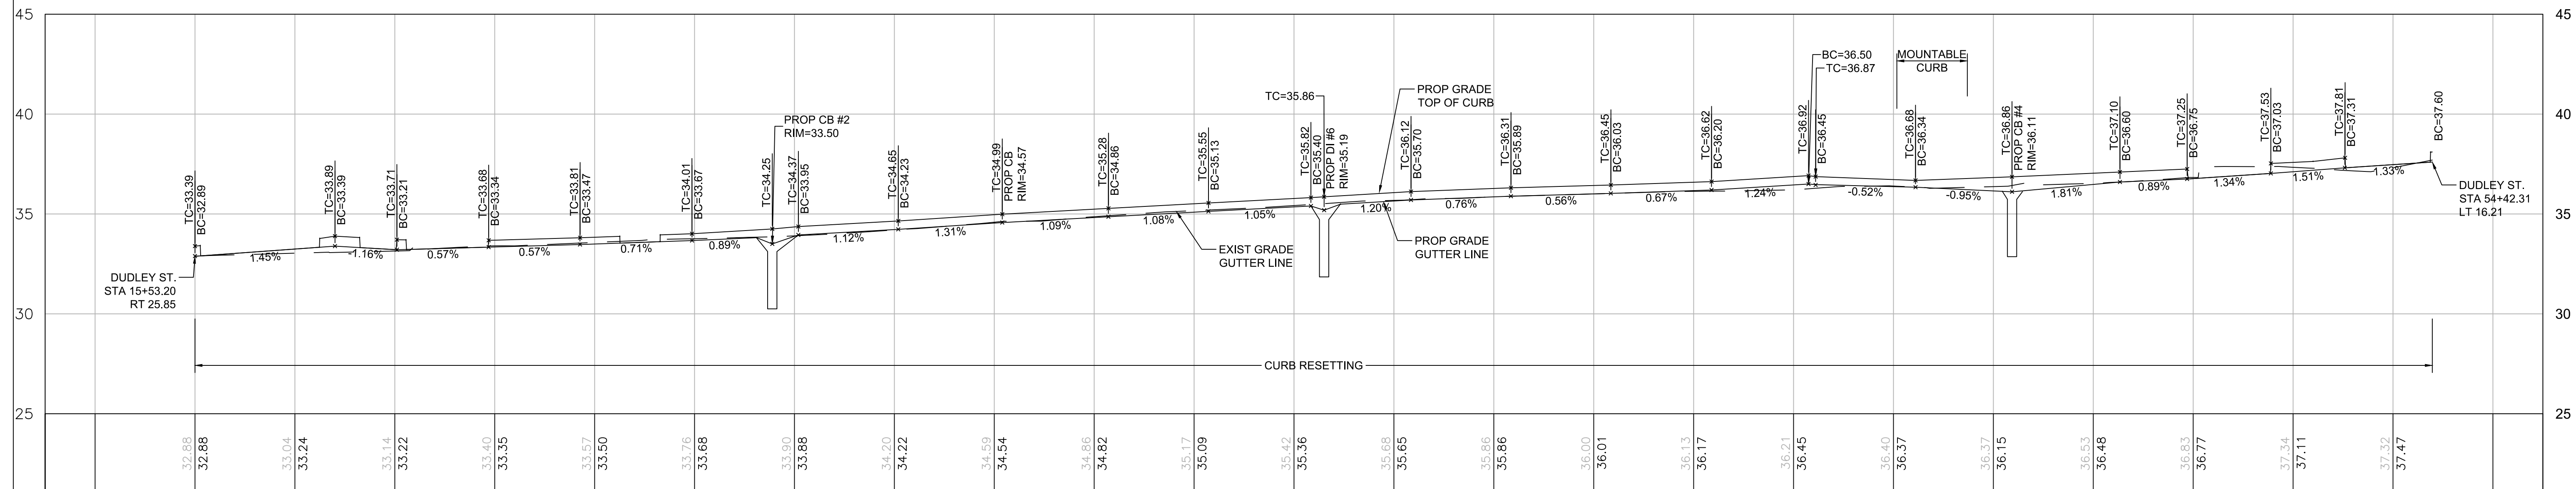 45
45
40
40
35
35
30
30
25
25
TC=33.39
BC=32.89
TC=33.89
BC=33.39
TC=33.71
BC=33.21
TC=33.68
BC=33.34
TC=33.81
BC=33.47
TC=34.01
BC=33.67
TC=34.25
PROP CB #2
RIM=33.50
TC=34.37
BC=33.95
TC=34.65
BC=34.23
TC=34.99
PROP CB
RIM=34.57
TC=35.28
BC=34.86
TC=35.55
BC=35.13
TC=35.82
BC=35.40
PROP DI #6
RIM=35.19
TC=35.86
PROP GRADE
TOP OF CURB
TC=36.12
BC=35.70
TC=36.31
BC=35.89
TC=36.45
BC=36.03
TC=36.62
BC=36.20
TC=36.92
BC=36.45
BC=36.50
TC=36.87
MOUNTABLE
CURB
TC=36.68
BC=36.34
TC=36.86
PROP CB #4
RIM=36.11
TC=37.10
BC=36.60
TC=37.25
BC=36.75
TC=37.53
BC=37.03
TC=37.81
BC=37.31
BC=37.60
1.45%
-1.16%
0.57%
0.57%
0.71%
0.89%
1.12%
1.31%
1.09%
1.08%
1.05%
1.20%
0.76%
0.56%
0.67%
1.24%
-0.52%
-0.95%
1.81%
0.89%
1.34%
1.51%
1.33%
DUDLEY ST.
STA 15+53.20
RT 25.85
EXIST GRADE
GUTTER LINE
PROP GRADE
GUTTER LINE
DUDLEY ST.
STA 54+42.31
LT 16.21
CURB RESETTING
32.88
32.88
33.04
33.24
33.14
33.22
33.40
33.35
33.57
33.50
33.76
33.68
33.90
33.88
34.20
34.22
34.59
34.54
34.86
34.82
35.17
35.09
35.42
35.36
35.68
35.65
35.86
35.86
36.00
36.01
36.13
36.17
36.21
36.45
36.40
36.37
36.37
36.15
36.53
36.48
36.83
36.77
37.34
37.11
37.32
37.47